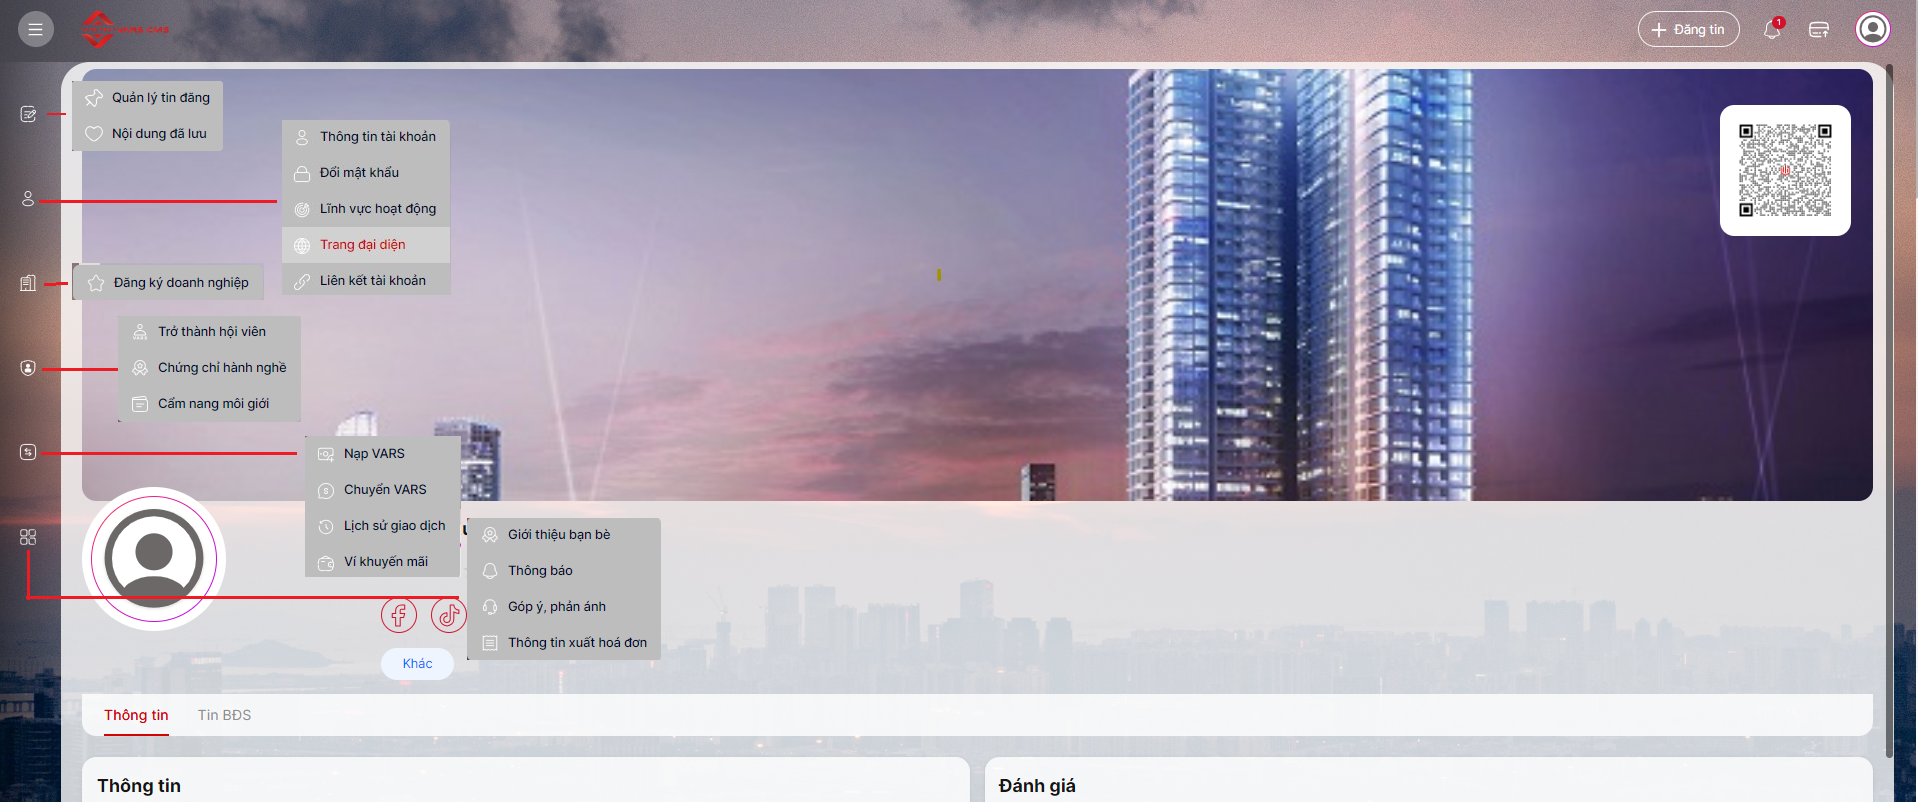 Đăng tin
1
Quản lý tin đăng
Nội dung đã lưu
Thông tin tài khoản
Đổi mật khẩu
Lĩnh vực hoạt động
Trang đại diện
Liên kết tài khoản
Đăng ký doanh nghiệp
Trở thành hội viên
Chứng chỉ hành nghề
Cẩm nang môi giới
Nạp VARS
Chuyển VARS
Lịch sử giao dịch
Ví khuyến mãi
Giới thiệu bạn bè
Thông báo
Góp ý, phản ánh
Thông tin xuất hoá đơn
Khác
Thông tin
Tin BĐS
Thông tin
Đánh giá